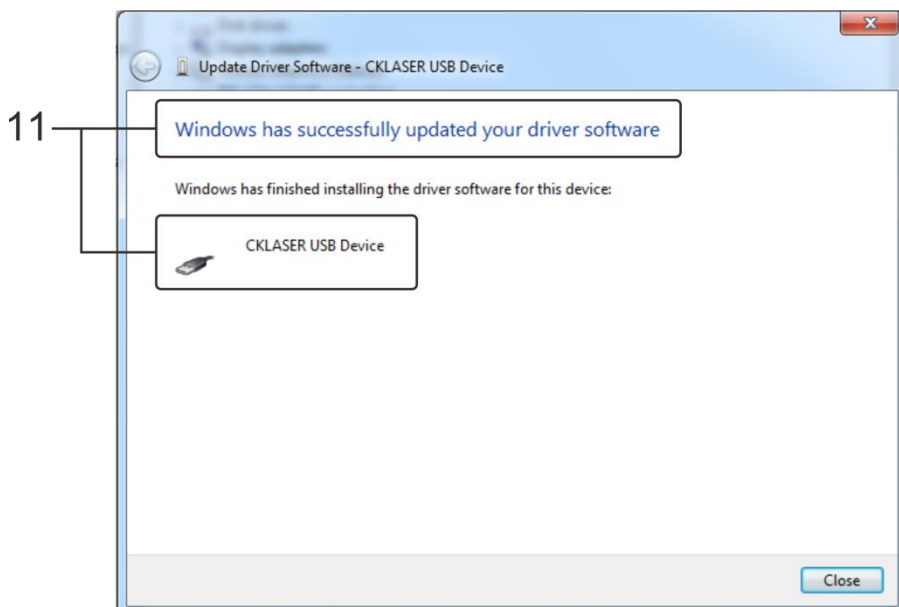 Update Driver Software - CKLASER USB Device
11
Windows has successfully updated your driver software
Windows has finished installing the driver software for this device:
CKLASER USB Device
Close